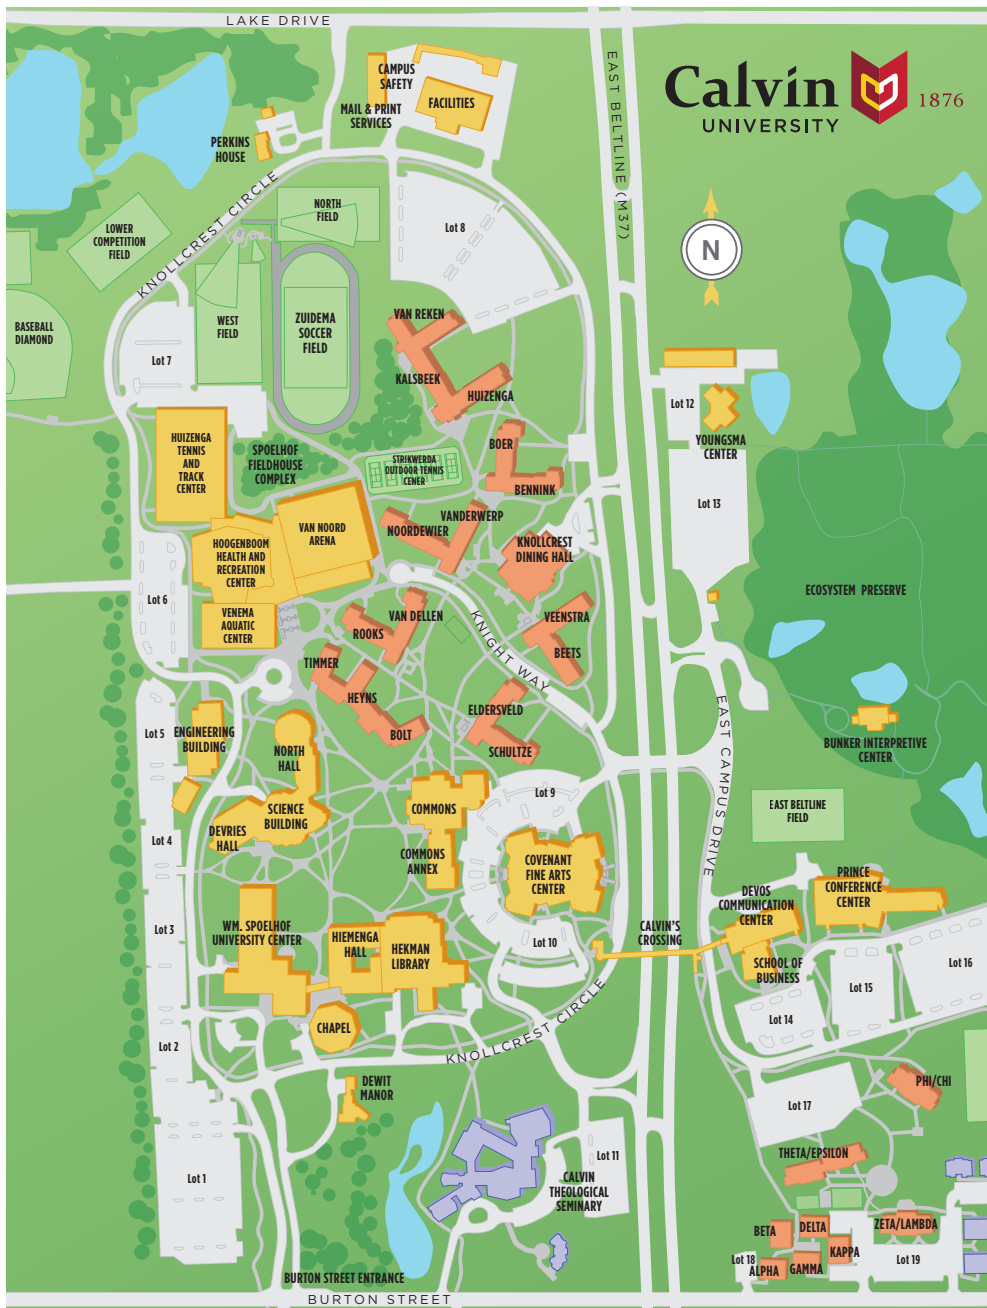 LAKE DRIVE
EAST BELTLINE (M37)
Calvin
UNIVERSITY
1876
CAMPUS
SAFETY
FACILITIES
MAIL & PRINT
SERVICES
PERKINS
HOUSE
KNOLLCREST CIRCLE
N
LOWER
COMPETITION
FIELD
NORTH
FIELD
Lot 8
BASEBALL
DIAMOND
WEST
FIELD
ZUIDEMA
SOCCER
FIELD
VAN REKEN
Lot 7
KALSBEEK
HUIZENGA
Lot 12
YOUNGSMA
CENTER
HUIZENGA
TENNIS
AND
TRACK
CENTER
SPOELHOF
FIELDHOUSE
COMPLEX
STRIKWERDA
OUTDOOR TENNIS
CENER
BOER
BENNINK
Lot 13
VAN NOORD
ARENA
NOORDEWIER
VANDERWERP
KNOLLCREST
DINING HALL
HOOGENBOOM
HEALTH AND
RECREATION
CENTER
ECOSYSTEM PRESERVE
Lot 6
VENEMA
AQUATIC
CENTER
ROOKS
VAN DELLEN
KNIGHT WAY
VEENSTRA
BEETS
TIMMER
HEYNS
BOLT
ELDERSVELD
SCHULTZE
EAST CAMPUS DRIVE
Lot 5
ENGINEERING
BUILDING
NORTH
HALL
BUNKER INTERPRETIVE
CENTER
Lot 9
SCIENCE
BUILDING
DEVRIES
HALL
COMMONS
EAST BELTLINE
FIELD
Lot 4
COMMONS
ANNEX
COVENANT
FINE ARTS
CENTER
PRINCE
CONFERENCE
CENTER
DEVOS
COMMUNICATION
CENTER
Lot 3
WM. SPOELHOF
UNIVERSITY CENTER
HIEMENGA
HALL
HEKMAN
LIBRARY
Lot 10
CALVIN'S
CROSSING
SCHOOL OF
BUSINESS
Lot 16
Lot 15
Lot 14
CHAPEL
Lot 2
KNOLLCREST CIRCLE
DEWIT
MANOR
PHI/CHI
Lot 17
Lot 11
THETA/EPSILON
Lot 1
CALVIN
THEOLOGICAL
SEMINARY
BETA
DELTA
ZETA/LAMBDA
KAPPA
Lot 18
ALPHA
GAMMA
Lot 19
BURTON STREET ENTRANCE
BURTON STREET